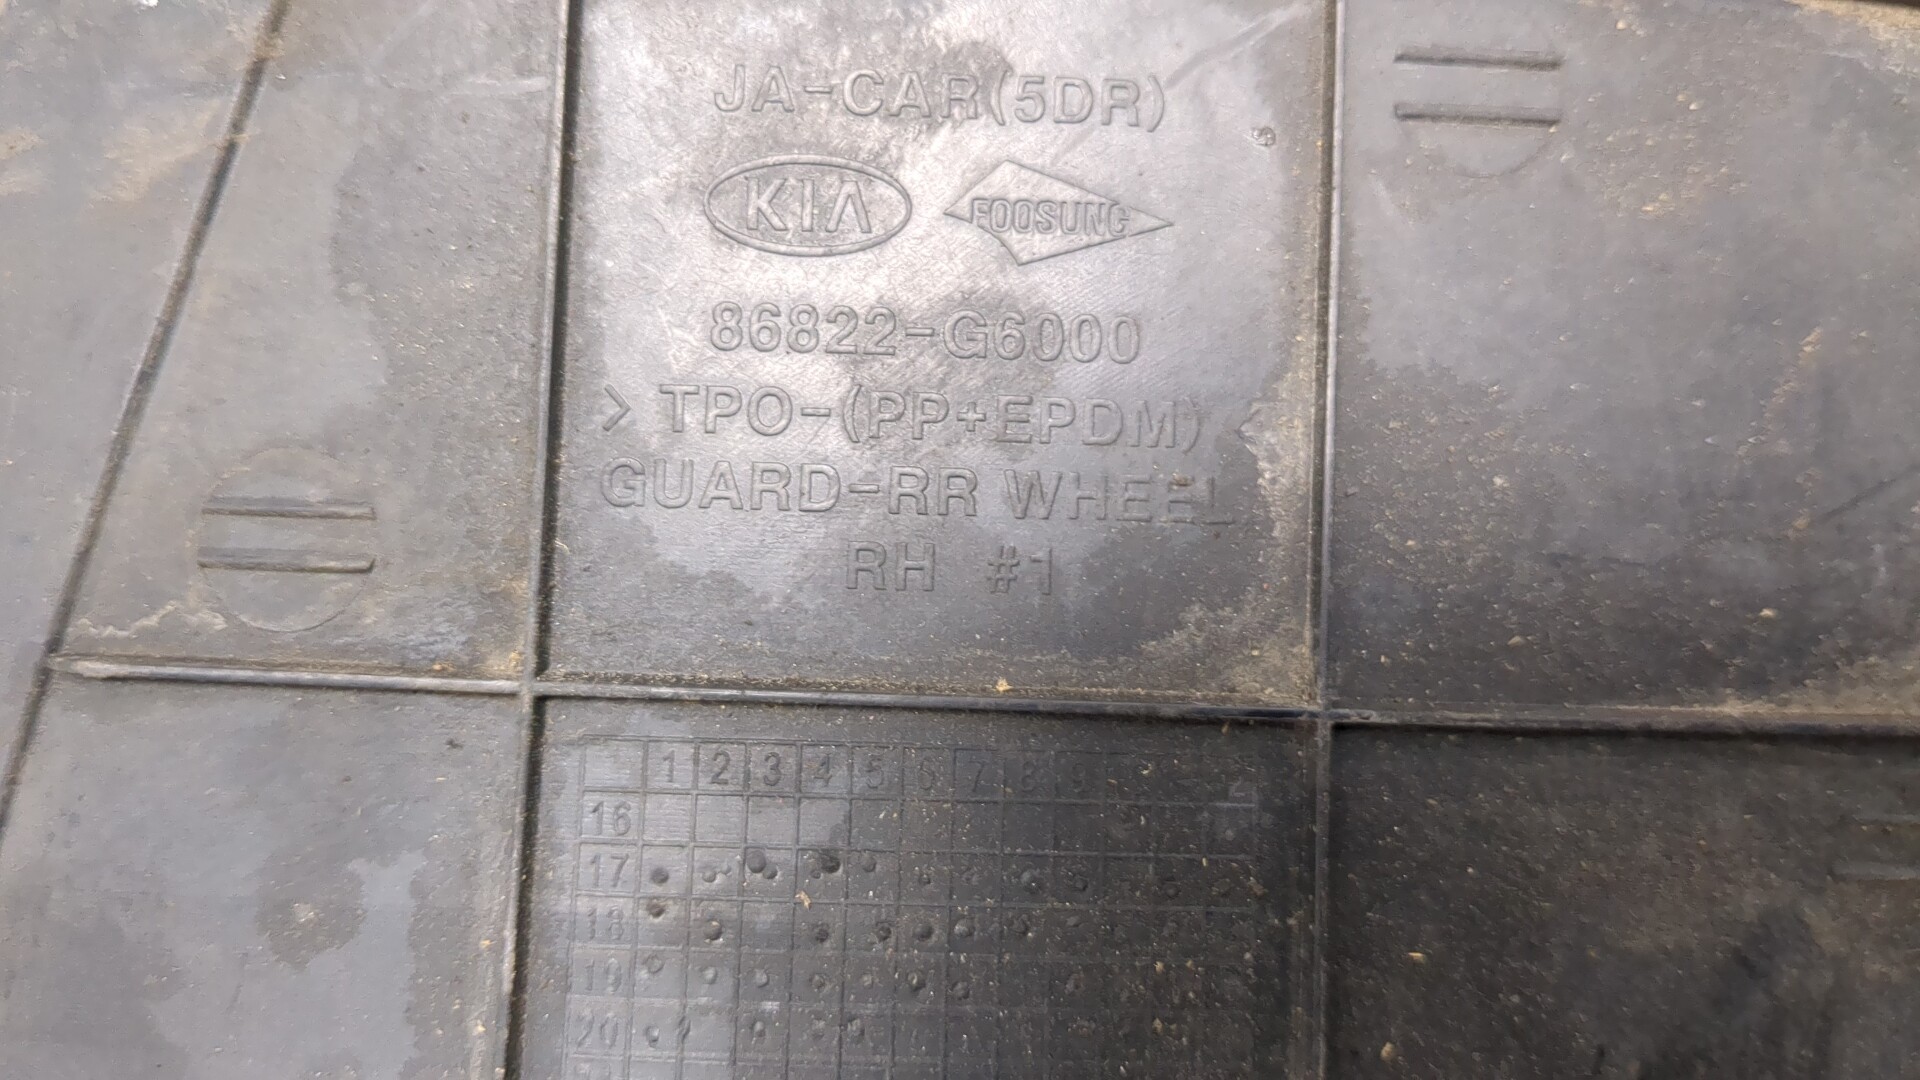 JA-CAR(5DR)
KIA FOOSUNG
86822-G6000
> TPO-(PP+EPDM) <
GUARD-RR WHEEL
RH #1
1 2 3 4 5 6 7 8 9
16
17
18
19
20